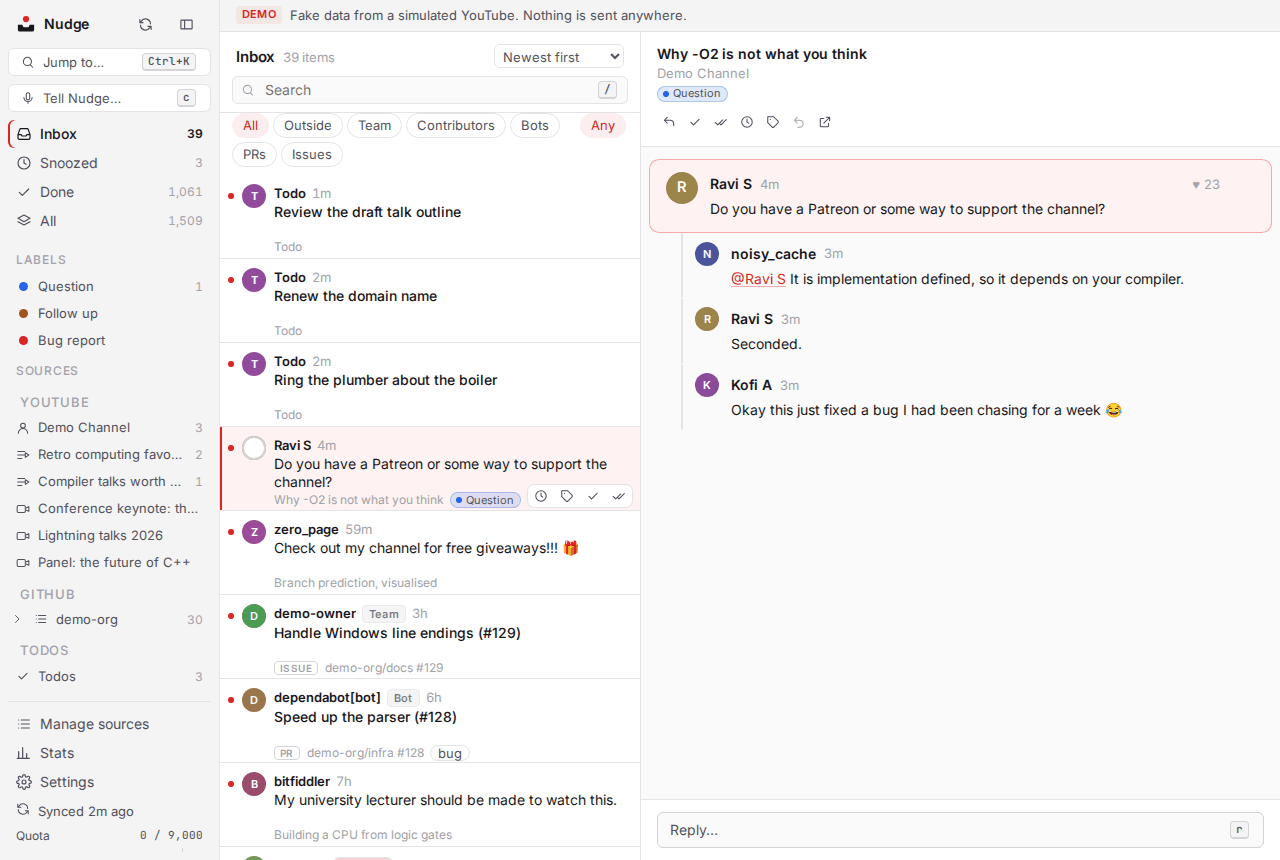 Nudge
Jump to... Ctrl+K
Tell Nudge... c
Inbox 39
Snoozed 3
Done 1,061
All 1,509
LABELS
Question 1
Follow up
Bug report
SOURCES
YOUTUBE
Demo Channel 3
Retro computing favo... 2
Compiler talks worth ... 1
Conference keynote: th...
Lightning talks 2026
Panel: the future of C++
GITHUB
demo-org 30
TODOS
Todos 3
Manage sources
Stats
Settings
Synced 2m ago
Quota 0 / 9,000
DEMO Fake data from a simulated YouTube. Nothing is sent anywhere.
Inbox 39 items Newest first
Search /
All Outside Team Contributors Bots Any
PRs Issues
T Todo 1m
Review the draft talk outline
Todo
T Todo 2m
Renew the domain name
Todo
T Todo 2m
Ring the plumber about the boiler
Todo
Ravi S 4m
Do you have a Patreon or some way to support the
channel?
Why -O2 is not what you think Question
Z zero_page 59m
Check out my channel for free giveaways!!! 🎁
Branch prediction, visualised
D demo-owner Team 3h
Handle Windows line endings (#129)
ISSUE demo-org/docs #129
D dependabot[bot] Bot 6h
Speed up the parser (#128)
PR demo-org/infra #128 bug
B bitfiddler 7h
My university lecturer should be made to watch this.
Building a CPU from logic gates
Why -O2 is not what you think
Demo Channel
Question
R Ravi S 4m ♥ 23
Do you have a Patreon or some way to support the channel?
N noisy_cache 3m
@Ravi S It is implementation defined, so it depends on your compiler.
R Ravi S 3m
Seconded.
K Kofi A 3m
Okay this just fixed a bug I had been chasing for a week 😂
Reply... r